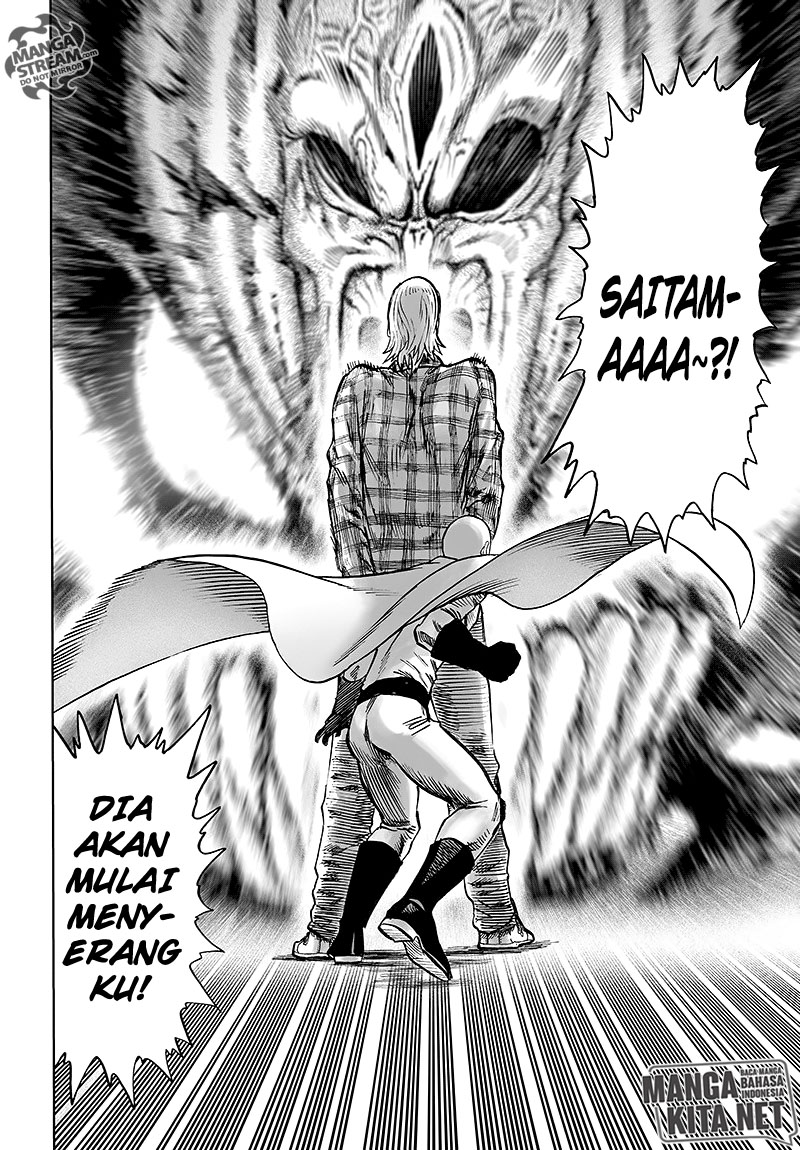 MANGA
STREAM.com
DO NOT MIRROR
SAITAM-
AAAA~?!
DIA
AKAN
MULAI
MENY-
ERANG
KU!
MANGA
BACA MANGA
BAHASA
INDONESIA
KITA.NET